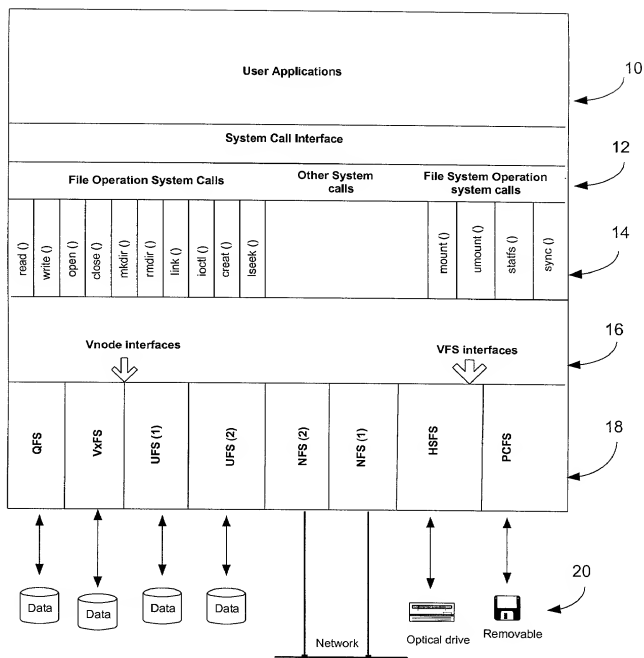 User Applications
10
System Call Interface
12
File Operation System Calls
Other System
calls
File System Operation
system calls
read ()
write ()
open ()
close ()
mkdir ()
rmdir ()
link ()
ioctl ()
creat ()
lseek()
mount ()
umount ()
statfs ()
sync ()
14
16
Vnode interfaces
VFS interfaces
QFS
VxFS
UFS (1)
UFS (2)
NFS (2)
NFS (1)
HSFS
PCFS
18
Data
Data
Data
Data
20
Optical drive
Removable
Network